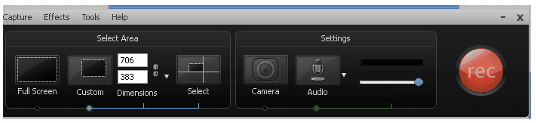 Capture Effects Tools Help
Select Area
Settings
706
383
Full Screen Custom Dimensions Select
Camera Audio
rec